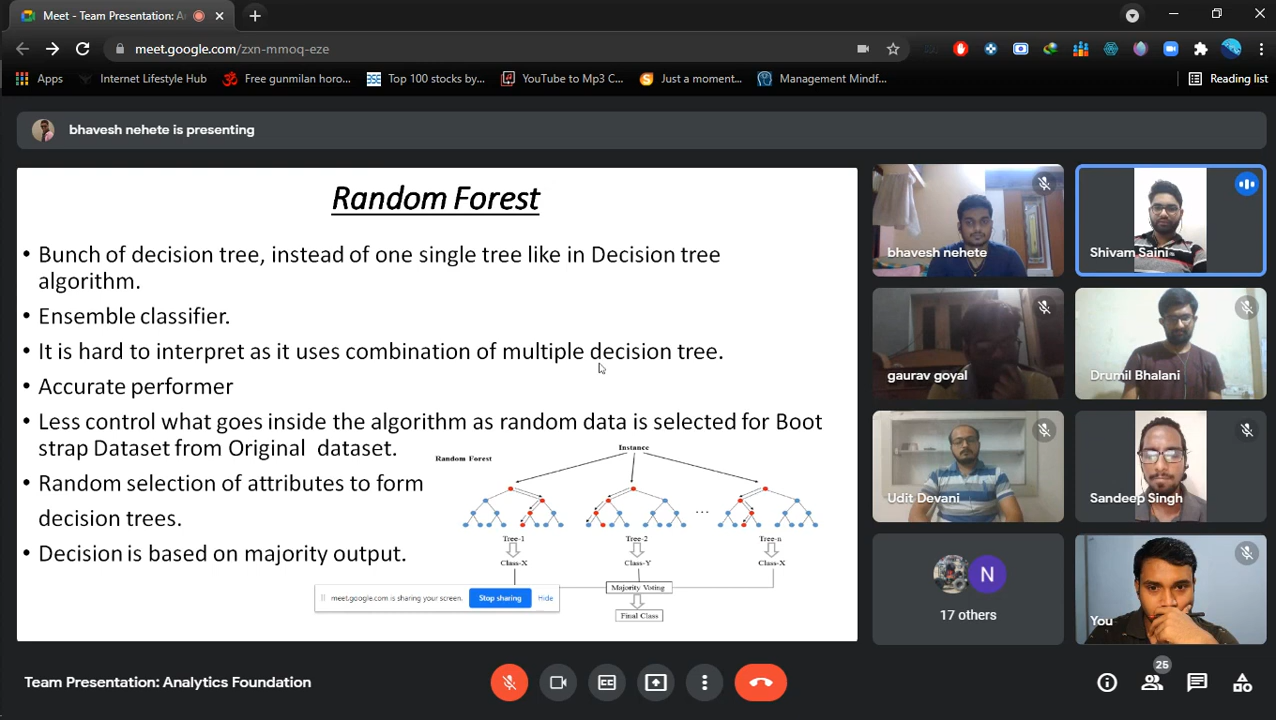 Meet - Team Presentation: A
meet.google.com/zxn-mmoq-eze
Apps
Internet Lifestyle Hub
Free gunmilan horo...
Top 100 stocks by...
YouTube to Mp3 C...
Just a moment...
Management Mindf...
Reading list
bhavesh nehete is presenting
Random Forest
• Bunch of decision tree, instead of one single tree like in Decision tree
algorithm.
• Ensemble classifier.
• It is hard to interpret as it uses combination of multiple decision tree.
• Accurate performer
• Less control what goes inside the algorithm as random data is selected for Boot
strap Dataset from Original dataset.
• Random selection of attributes to form
decision trees.
• Decision is based on majority output.
Random Forest
Instance
...
Tree-1
Tree-2
Tree-n
Class-X
Class-Y
Class-X
Majority Voting
Final Class
meet.google.com is sharing your screen.
Stop sharing
Hide
bhavesh nehete
Shivam Saini
gaurav goyal
Drumil Bhalani
Udit Devani
Sandeep Singh
N
17 others
You
Team Presentation: Analytics Foundation
25